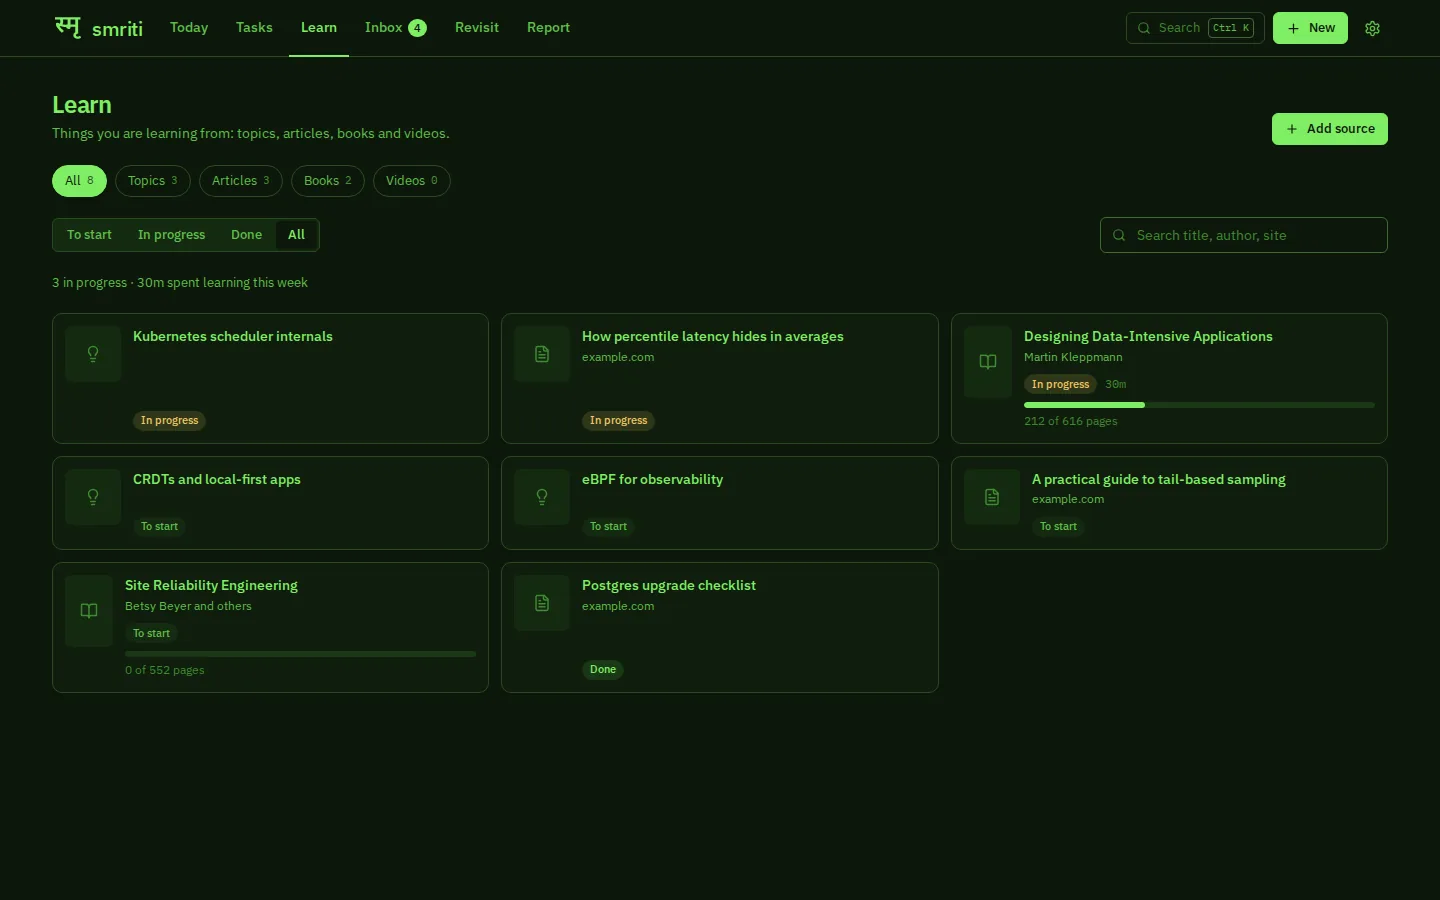 स्मृ smriti Today Tasks Learn Inbox 4 Revisit Report Search Ctrl K + New
Learn
Things you are learning from: topics, articles, books and videos.
+ Add source
All 8 Topics 3 Articles 3 Books 2 Videos 0
To start In progress Done All Search title, author, site
3 in progress · 30m spent learning this week
Kubernetes scheduler internals
In progress
How percentile latency hides in averages
example.com
In progress
Designing Data-Intensive Applications
Martin Kleppmann
In progress 30m
212 of 616 pages
CRDTs and local-first apps
To start
eBPF for observability
To start
A practical guide to tail-based sampling
example.com
To start
Site Reliability Engineering
Betsy Beyer and others
To start
0 of 552 pages
Postgres upgrade checklist
example.com
Done